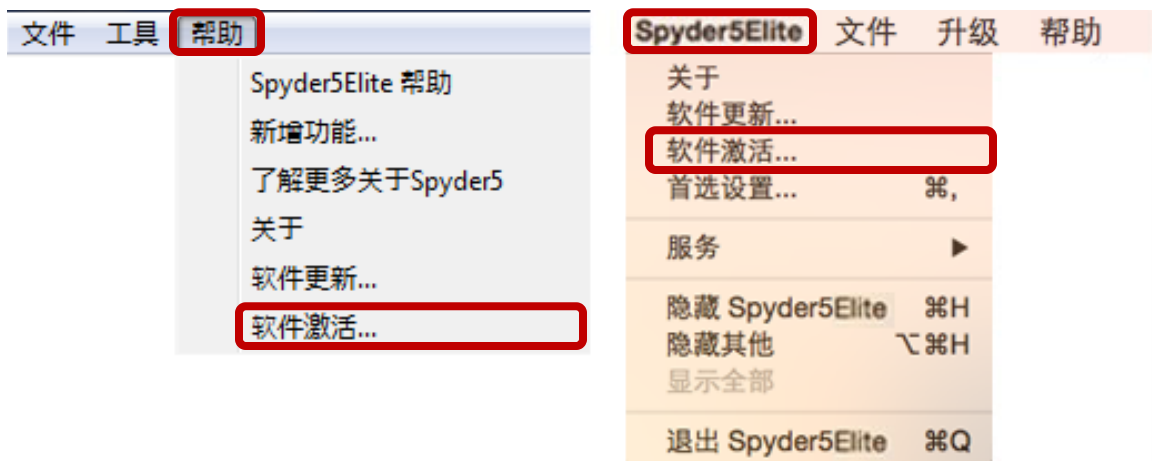 文件 工具 帮助
Spyder5Elite 帮助
新增功能...
了解更多关于Spyder5
关于
软件更新...
软件激活...
Spyder5Elite 文件 升级 帮助
关于
软件更新...
软件激活...
首选设置... ⌘,
服务 ▶
隐藏 Spyder5Elite ⌘H
隐藏其他 ⌥⌘H
显示全部
退出 Spyder5Elite ⌘Q